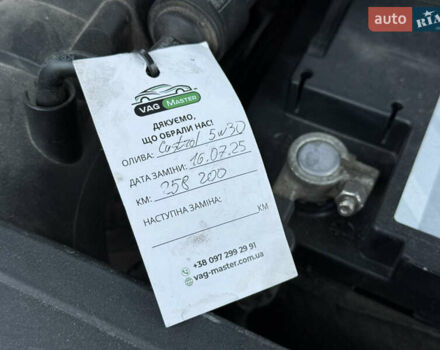 auto RIA
VAG MASTER
ДЯКУЄМО,
ЩО ОБРАЛИ НАС!
ОЛИВА: Castrol 5w30
ДАТА ЗАМІНИ: 16.07.25
КМ: 258 200
НАСТУПНА ЗАМІНА:
КМ
+38 097 299 29 91
vag-master.com.ua